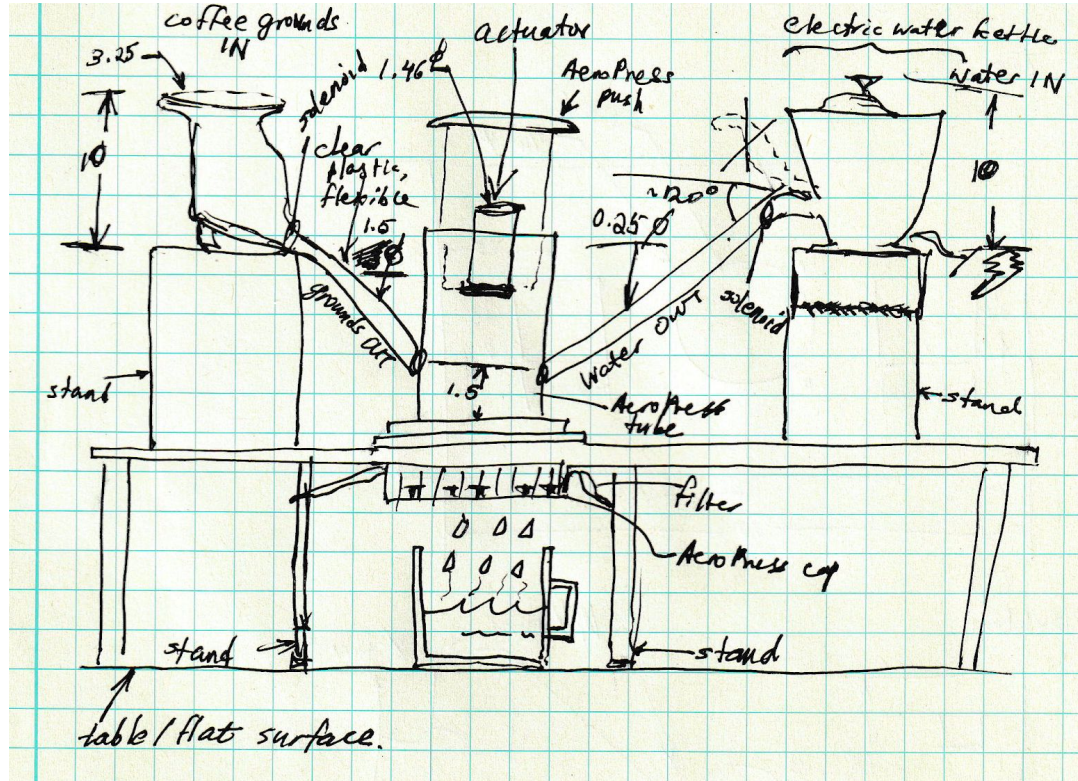 coffee grounds
IN
3.25
10
solenoid
1.46 ¢
actuator
AeroPress
push
electric water kettle
water IN
10
clear
plastic,
flexible
1.5
Ø
grounds OUT
0.25 Ø
~120°
solenoid
Water OUT
stand
1.5
AeroPress
tube
stand
filter
AeroPress cap
stand
stand
table/flat surface.